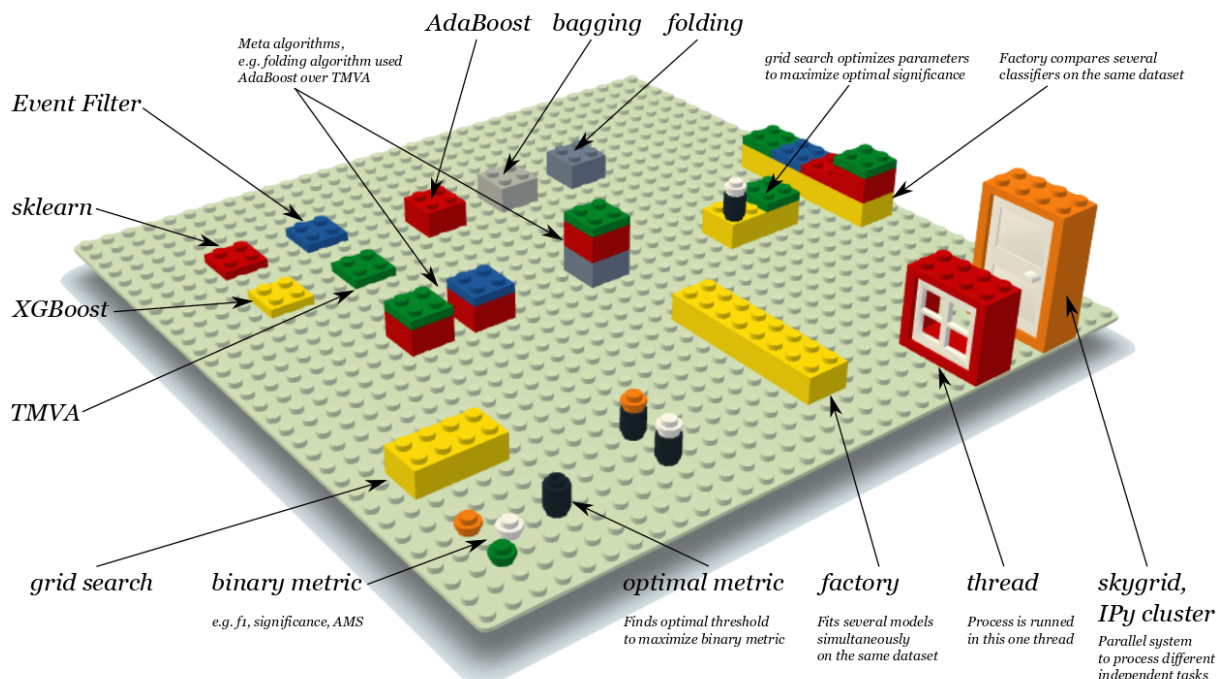 AdaBoost bagging folding
Meta algorithms,
e.g. folding algorithm used
AdaBoost over TMVA
grid search optimizes parameters
to maximize optimal significance
Factory compares several
classifiers on the same dataset
Event Filter
sklearn
XGBoost
TMVA
grid search
binary metric
e.g. f1, significance, AMS
optimal metric
Finds optimal threshold
to maximize binary metric
factory
Fits several models
simultaneously
on the same dataset
thread
Process is runned
in this one thread
skygrid,
IPy cluster
Parallel system
to process different
independent tasks